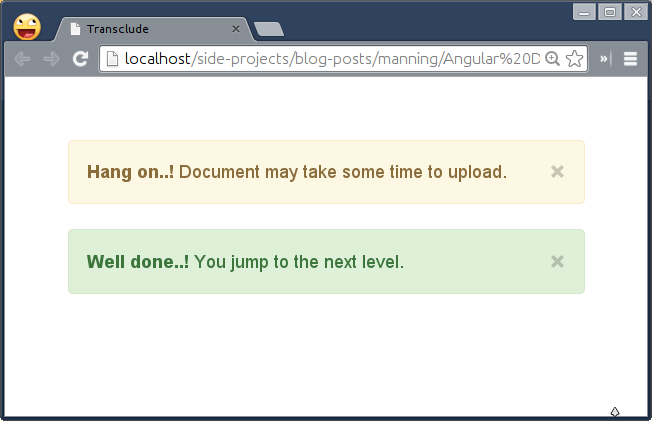 Transclude
localhost/side-projects/blog-posts/manning/Angular%20D
Hang on..! Document may take some time to upload.
Well done..! You jump to the next level.